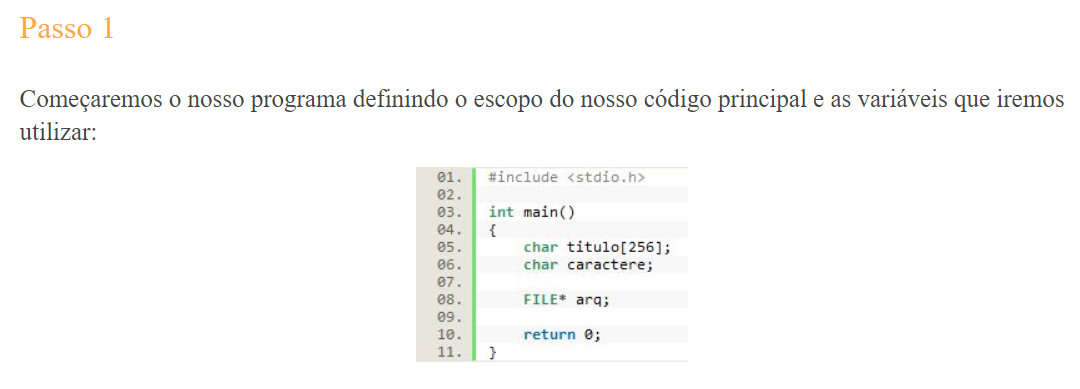 Passo 1
Começaremos o nosso programa definindo o escopo do nosso código principal e as variáveis que iremos
utilizar:
01. #include <stdio.h>
02.
03. int main()
04. {
05.     char titulo[256];
06.     char caractere;
07.
08.     FILE* arq;
09.
10.     return 0;
11. }